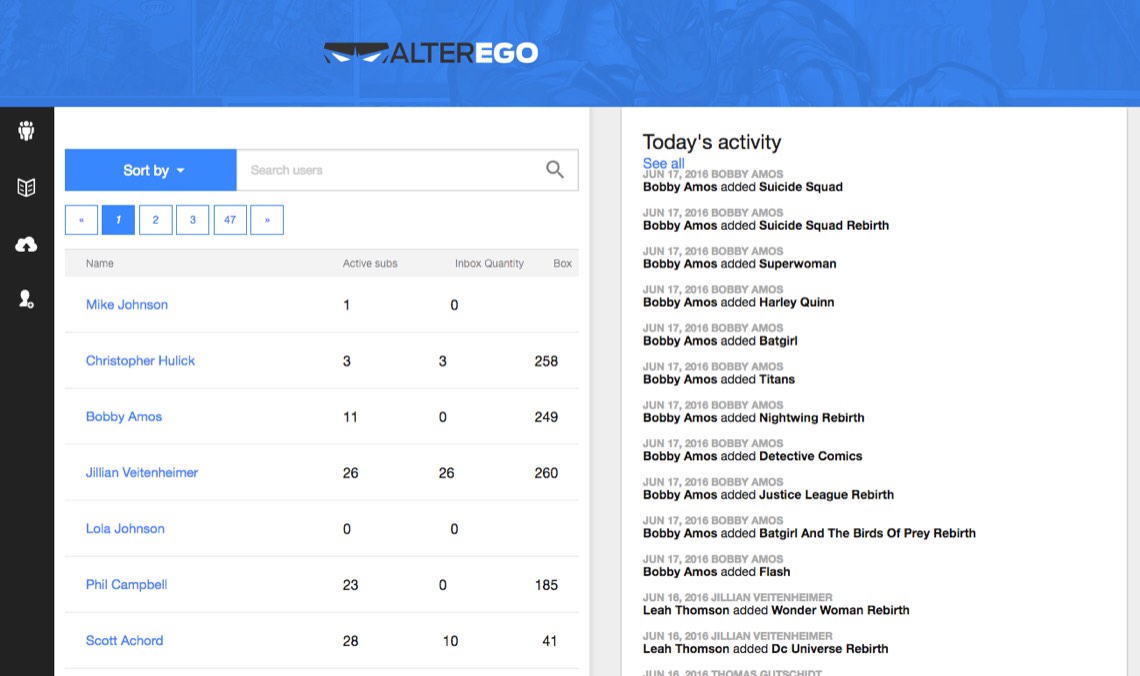 ALTEREGO
Sort by
Search users
« 1 2 3 47 »
Name Active subs Inbox Quantity Box
Mike Johnson 1 0
Christopher Hulick 3 3 258
Bobby Amos 11 0 249
Jillian Veitenheimer 26 26 260
Lola Johnson 0 0
Phil Campbell 23 0 185
Scott Achord 28 10 41
Today's activity
See all
JUN 17, 2016 BOBBY AMOS
Bobby Amos added Suicide Squad
JUN 17, 2016 BOBBY AMOS
Bobby Amos added Suicide Squad Rebirth
JUN 17, 2016 BOBBY AMOS
Bobby Amos added Superwoman
JUN 17, 2016 BOBBY AMOS
Bobby Amos added Harley Quinn
JUN 17, 2016 BOBBY AMOS
Bobby Amos added Batgirl
JUN 17, 2016 BOBBY AMOS
Bobby Amos added Titans
JUN 17, 2016 BOBBY AMOS
Bobby Amos added Nightwing Rebirth
JUN 17, 2016 BOBBY AMOS
Bobby Amos added Detective Comics
JUN 17, 2016 BOBBY AMOS
Bobby Amos added Justice League Rebirth
JUN 17, 2016 BOBBY AMOS
Bobby Amos added Batgirl And The Birds Of Prey Rebirth
JUN 17, 2016 BOBBY AMOS
Bobby Amos added Flash
JUN 16, 2016 JILLIAN VEITENHEIMER
Leah Thomson added Wonder Woman Rebirth
JUN 16, 2016 JILLIAN VEITENHEIMER
Leah Thomson added Dc Universe Rebirth
JUN 16, 2016 THOMAS GUTSCHIDT